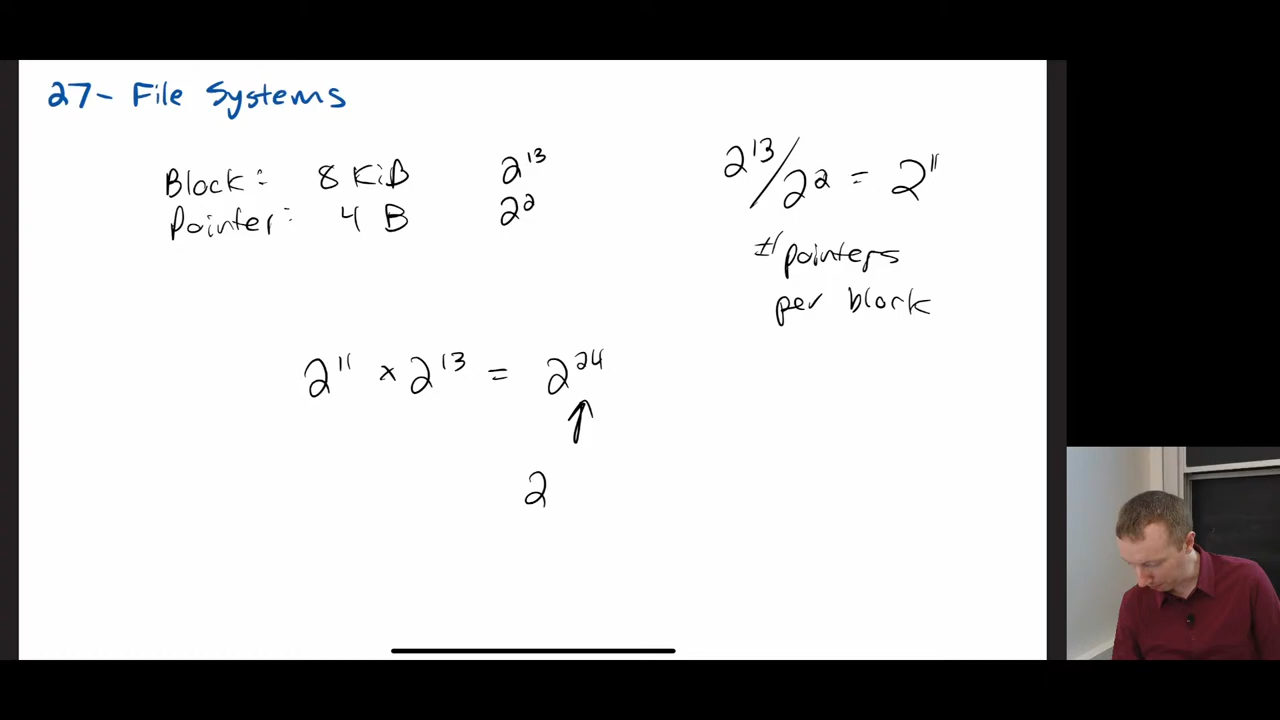 27- File Systems
Block: 8 KiB 2^13
Pointer: 4 B 2^2
2^13/2^2 = 2^11
# pointers
per block
2^11 × 2^13 = 2^24
↑
2